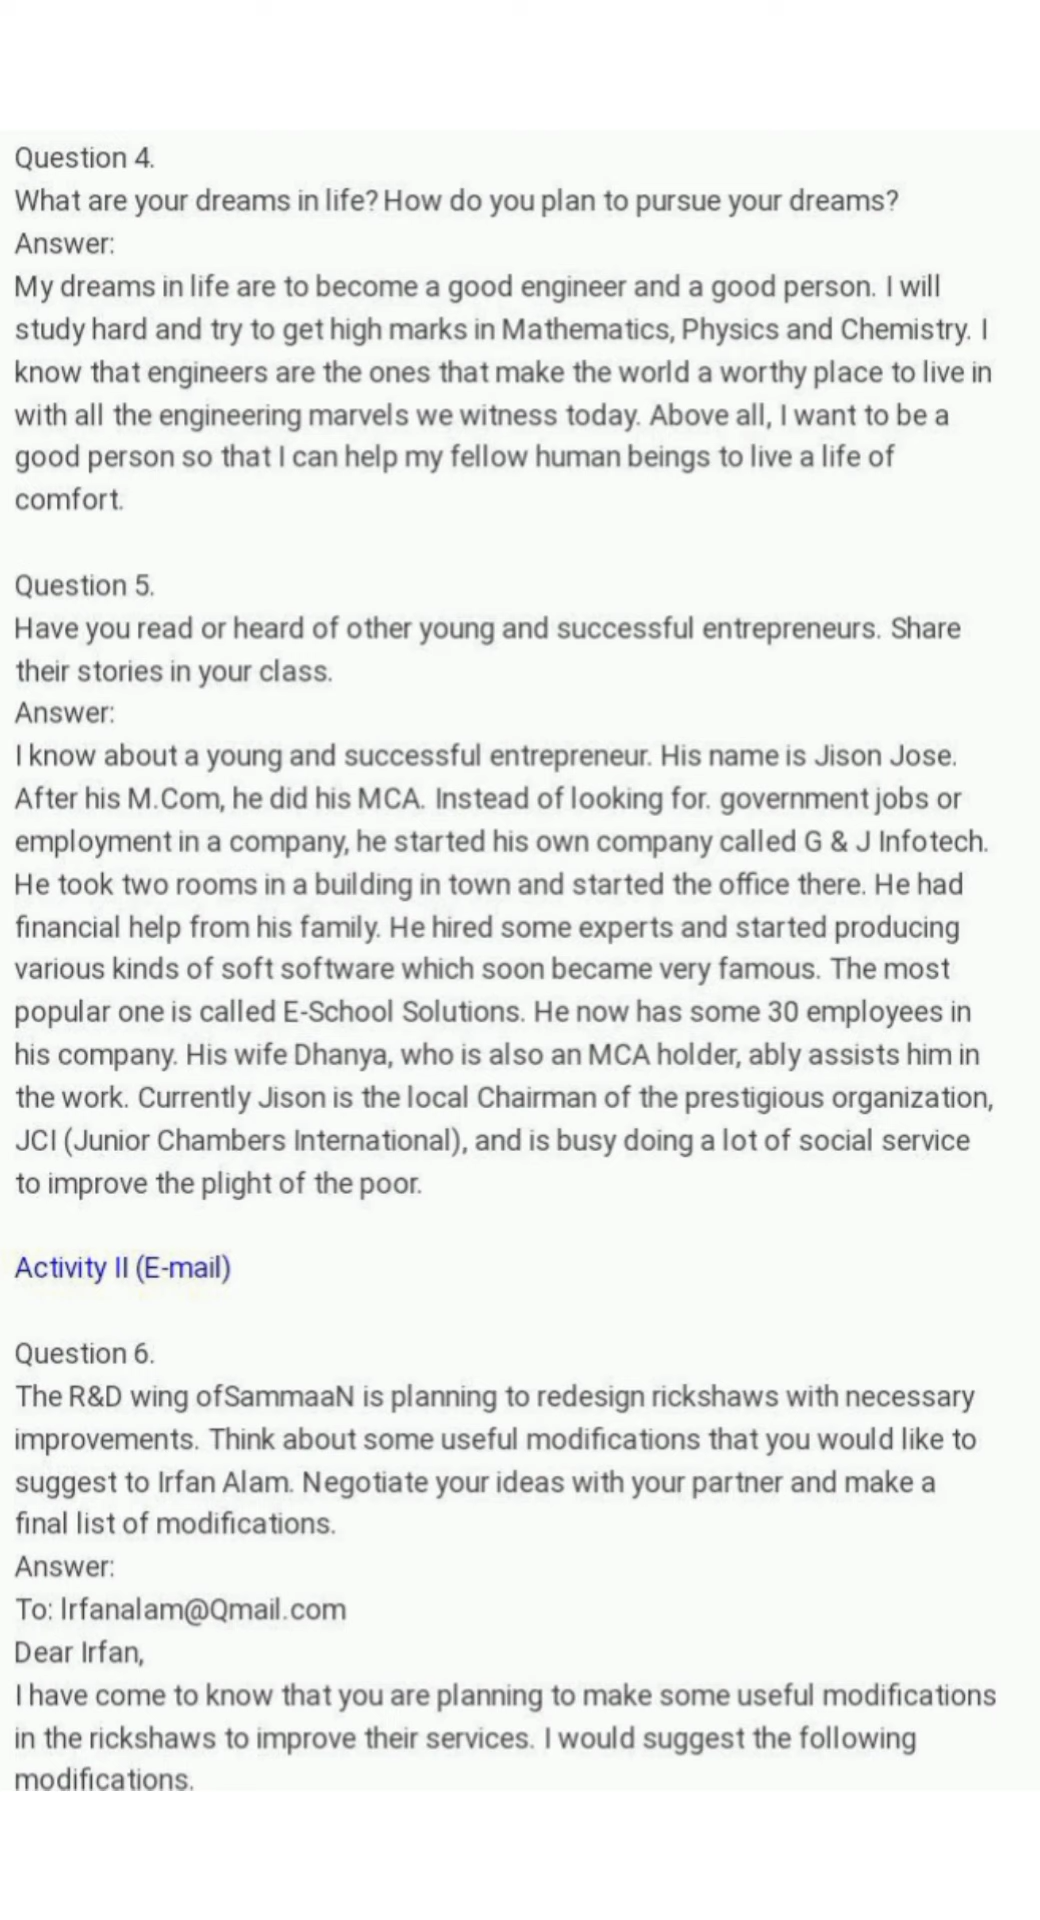 Question 4.
What are your dreams in life? How do you plan to pursue your dreams?
Answer:
My dreams in life are to become a good engineer and a good person. I will
study hard and try to get high marks in Mathematics, Physics and Chemistry. I
know that engineers are the ones that make the world a worthy place to live in
with all the engineering marvels we witness today. Above all, I want to be a
good person so that I can help my fellow human beings to live a life of
comfort.
Question 5.
Have you read or heard of other young and successful entrepreneurs. Share
their stories in your class.
Answer:
I know about a young and successful entrepreneur. His name is Jison Jose.
After his M.Com, he did his MCA. Instead of looking for. government jobs or
employment in a company, he started his own company called G & J Infotech.
He took two rooms in a building in town and started the office there. He had
financial help from his family. He hired some experts and started producing
various kinds of soft software which soon became very famous. The most
popular one is called E-School Solutions. He now has some 30 employees in
his company. His wife Dhanya, who is also an MCA holder, ably assists him in
the work. Currently Jison is the local Chairman of the prestigious organization,
JCI (Junior Chambers International), and is busy doing a lot of social service
to improve the plight of the poor.
Activity II (E-mail)
Question 6.
The R&D wing ofSammaaN is planning to redesign rickshaws with necessary
improvements. Think about some useful modifications that you would like to
suggest to Irfan Alam. Negotiate your ideas with your partner and make a
final list of modifications.
Answer:
To: Irfanalam@Qmail.com
Dear Irfan,
I have come to know that you are planning to make some useful modifications
in the rickshaws to improve their services. I would suggest the following
modifications.